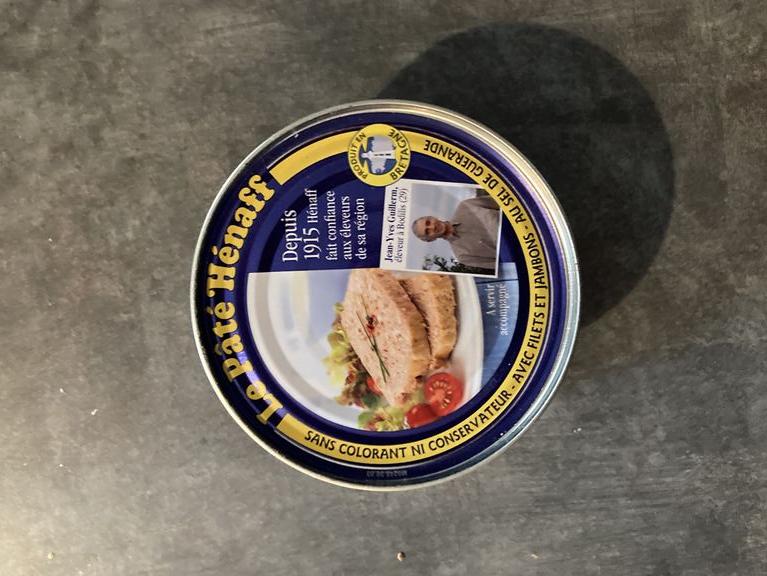 Le Pâté Hénaff
Depuis
1915 Hénaff
fait confiance
aux éleveurs
de sa région
PRODUIT EN
BRETAGNE
Jean-Yves Guillerm,
éleveur à Bodilis (29)
À servir
accompagné
SANS COLORANT NI CONSERVATEUR - AVEC FILETS ET JAMBONS - AU SEL DE GUÉRANDE